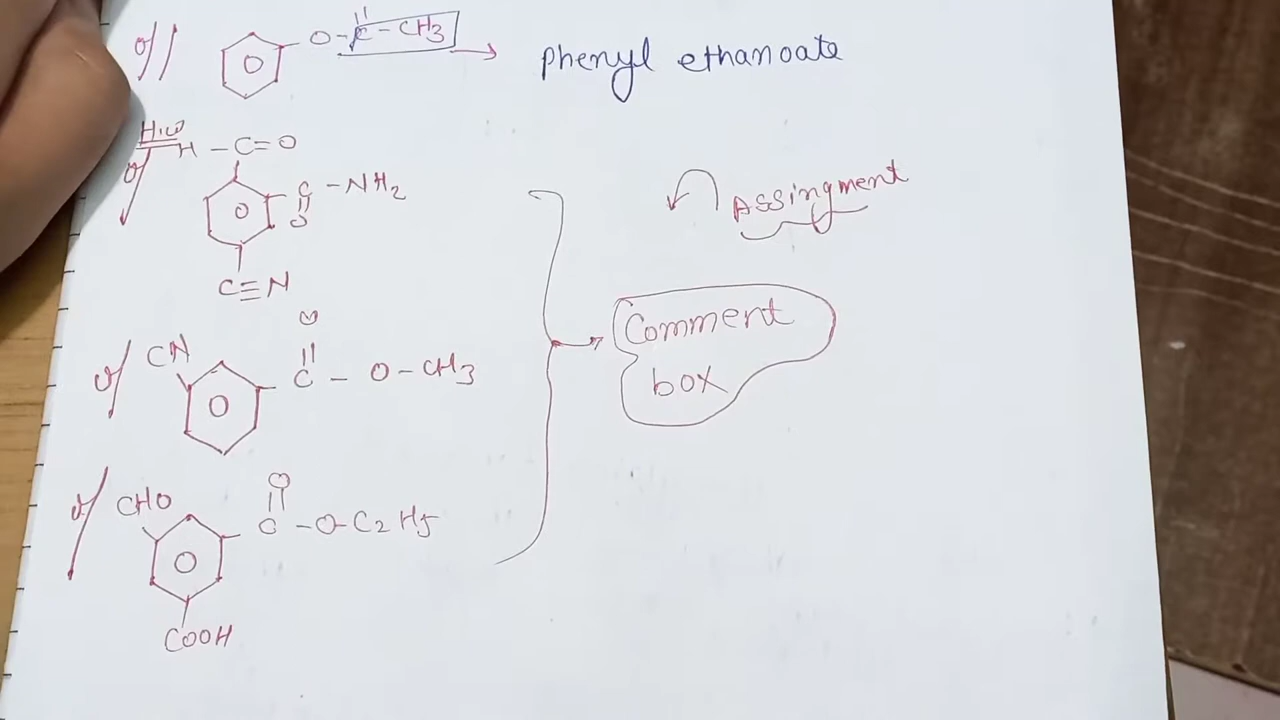 O-C-CH3 → phenyl ethanoate
H.W
H-C=O
C-NH2
O
C≡N
Assingment
Comment
box
O
CN
C-O-CH3
O
CHO
C-O-C2H5
COOH